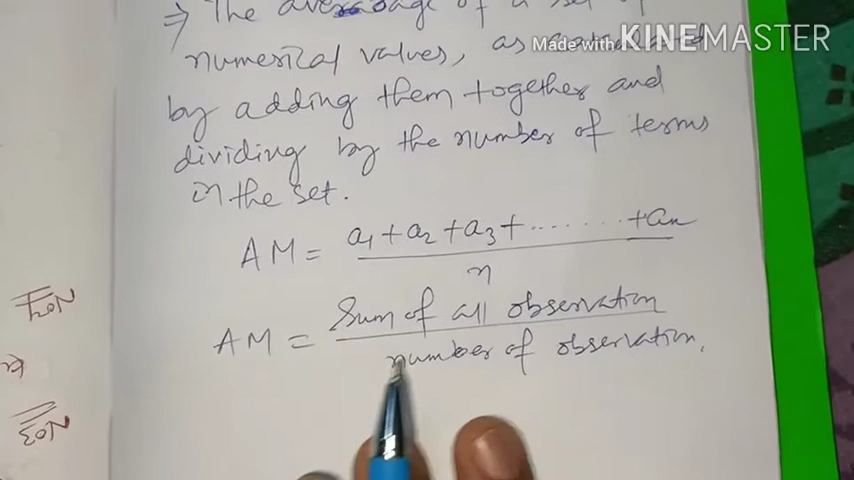 ⇒ The average of a set of
numerical values, as
Made with KINEMASTER
by adding them together and
dividing by the number of terms
in the set.
AM = a1 + a2 + a3 + ........ + an
n
AM = Sum of all observation
number of observation.
Nov
Nov